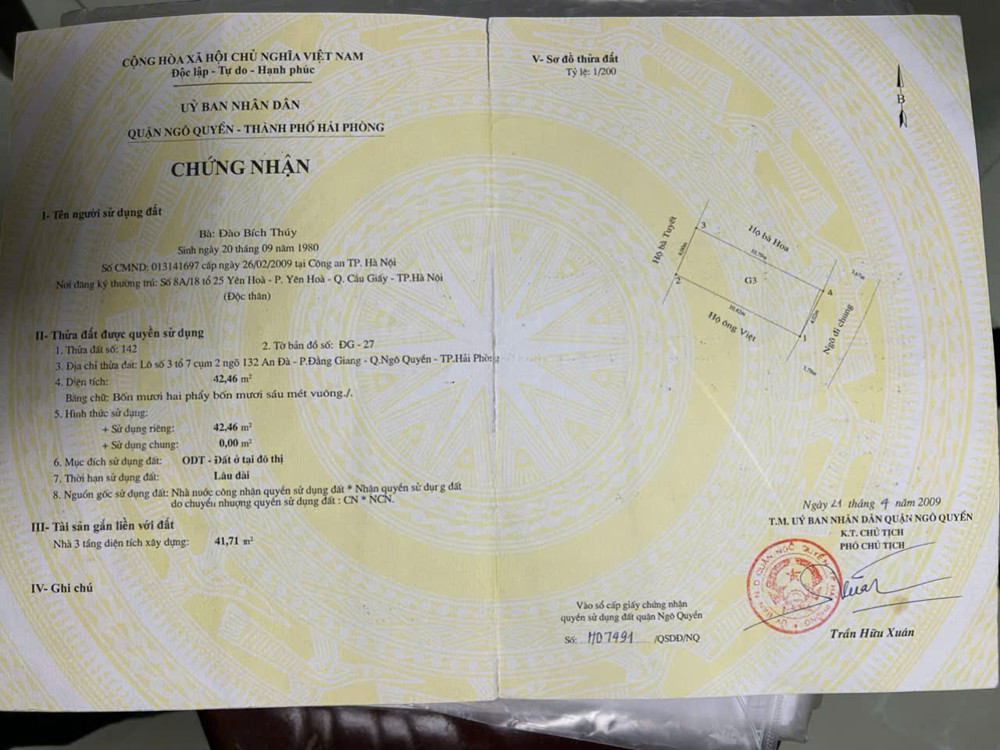 CỘNG HÒA XÃ HỘI CHỦ NGHĨA VIỆT NAM
Độc lập - Tự do - Hạnh phúc
UỶ BAN NHÂN DÂN
QUẬN NGÔ QUYỀN - THÀNH PHỐ HẢI PHÒNG
CHỨNG NHẬN
I- Tên người sử dụng đất
Bà: Đào Bích Thúy
Sinh ngày 20 tháng 09 năm 1980
Số CMND: 013141697 cấp ngày 26/02/2009 tại Công an TP. Hà Nội
Nơi đăng ký thường trú: Số 8A/18 tổ 25 Yên Hoà - P. Yên Hoà - Q. Cầu Giấy - TP.Hà Nội
(Độc thân)
II- Thửa đất được quyền sử dụng
1. Thửa đất số: 142 2. Tờ bản đồ số: ĐG - 27
3. Địa chỉ thửa đất: Lô số 3 tổ 7 cụm 2 ngõ 132 An Đà - P.Đằng Giang - Q.Ngô Quyền - TP.Hải Phòng
4. Diện tích: 42,46 m²
Bằng chữ: Bốn mươi hai phẩy bốn mươi sáu mét vuông./.
5. Hình thức sử dụng:
+ Sử dụng riêng: 42,46 m²
+ Sử dụng chung: 0,00 m²
6. Mục đích sử dụng đất: ODT - Đất ở tại đô thị
7. Thời hạn sử dụng đất: Lâu dài
8. Nguồn gốc sử dụng đất: Nhà nước công nhận quyền sử dụng đất * Nhận quyền sử dụng đất
do chuyển nhượng quyền sử dụng đất : CN * NCN.
III- Tài sản gắn liền với đất
Nhà 3 tầng diện tích xây dựng: 41,71 m²
IV- Ghi chú
V- Sơ đồ thửa đất
Tỷ lệ: 1/200
B
Hộ bà Tuyết
3
Hộ bà Hoa
2
G3
4
Hộ ông Việt
1
Ngõ đi chung
Ngày 21 tháng 4 năm 2009
T.M. UỶ BAN NHÂN DÂN QUẬN NGÔ QUYỀN
K.T. CHỦ TỊCH
PHÓ CHỦ TỊCH
Trần Hữu Xuân
Vào sổ cấp giấy chứng nhận
quyền sử dụng đất quận Ngô Quyền
Số: H07491 /QSDĐ/NQ